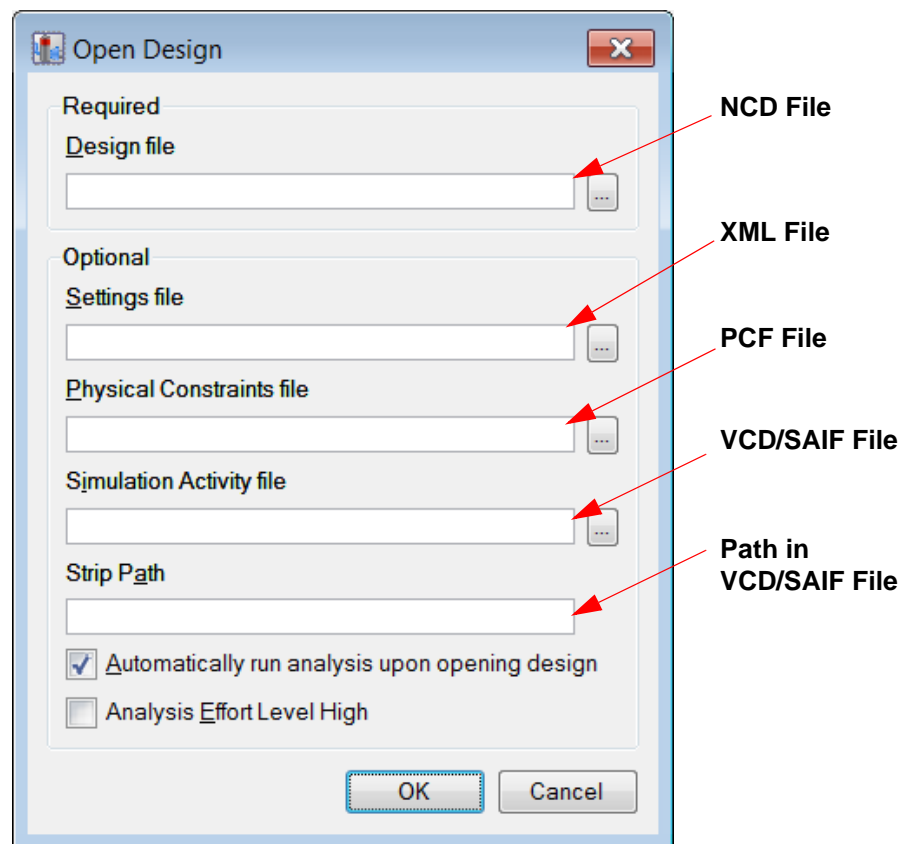 Open Design
Required
NCD File
Design file
...
Optional
XML File
Settings file
...
PCF File
Physical Constraints file
...
VCD/SAIF File
Simulation Activity file
...
Path in
VCD/SAIF File
Strip Path
Automatically run analysis upon opening design
Analysis Effort Level High
OK
Cancel